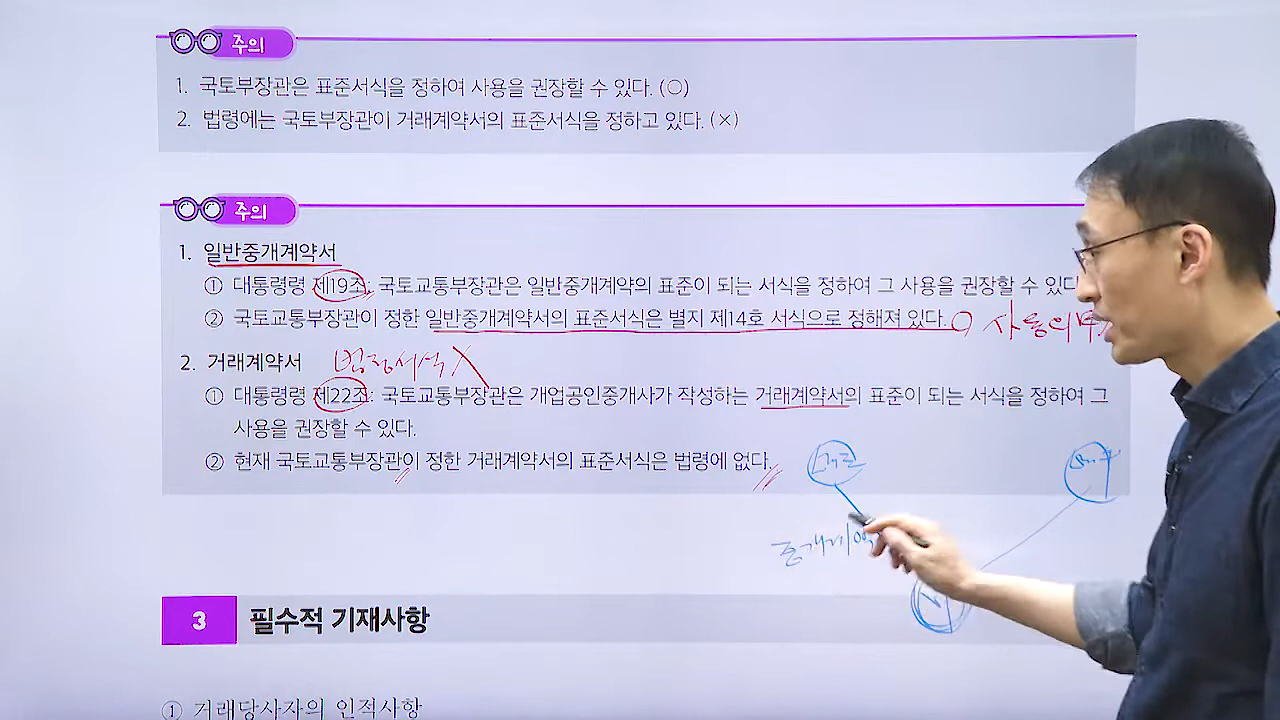 주의
1. 국토부장관은 표준서식을 정하여 사용을 권장할 수 있다. (○)
2. 법령에는 국토부장관이 거래계약서의 표준서식을 정하고 있다. (×)
주의
1. 일반중개계약서
① 대통령령 제19조: 국토교통부장관은 일반중개계약의 표준이 되는 서식을 정하여 그 사용을 권장할 수 있다
② 국토교통부장관이 정한 일반중개계약서의 표준서식은 별지 제14호 서식으로 정해져 있다. ○ 사용의무
2. 거래계약서 법정서식 X
① 대통령령 제22조: 국토교통부장관은 개업공인중개사가 작성하는 거래계약서의 표준이 되는 서식을 정하여 그
사용을 권장할 수 있다.
② 현재 국토교통부장관이 정한 거래계약서의 표준서식은 법령에 없다.
중개계약
3 필수적 기재사항
① 거래당사자의 인적사항